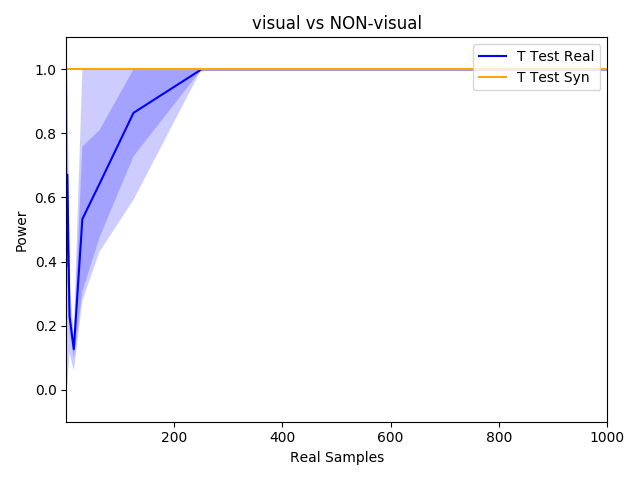 visual vs NON-visual
T Test Real
T Test Syn
1.0
0.8
0.6
0.4
0.2
0.0
Power
200 400 600 800 1000
Real Samples